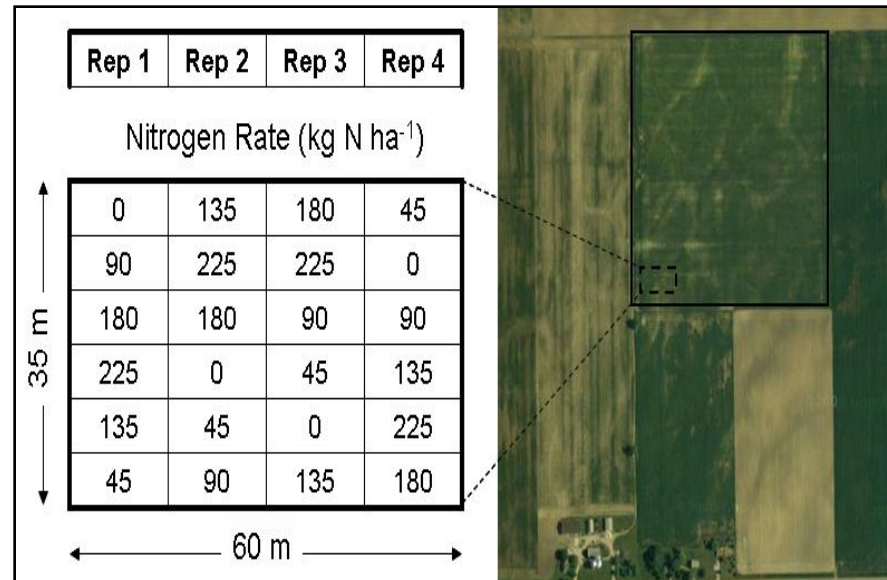 Rep 1 Rep 2 Rep 3 Rep 4
Nitrogen Rate (kg N ha⁻¹)
0 135 180 45
90 225 225 0
180 180 90 90
225 0 45 135
135 45 0 225
45 90 135 180
35 m
60 m